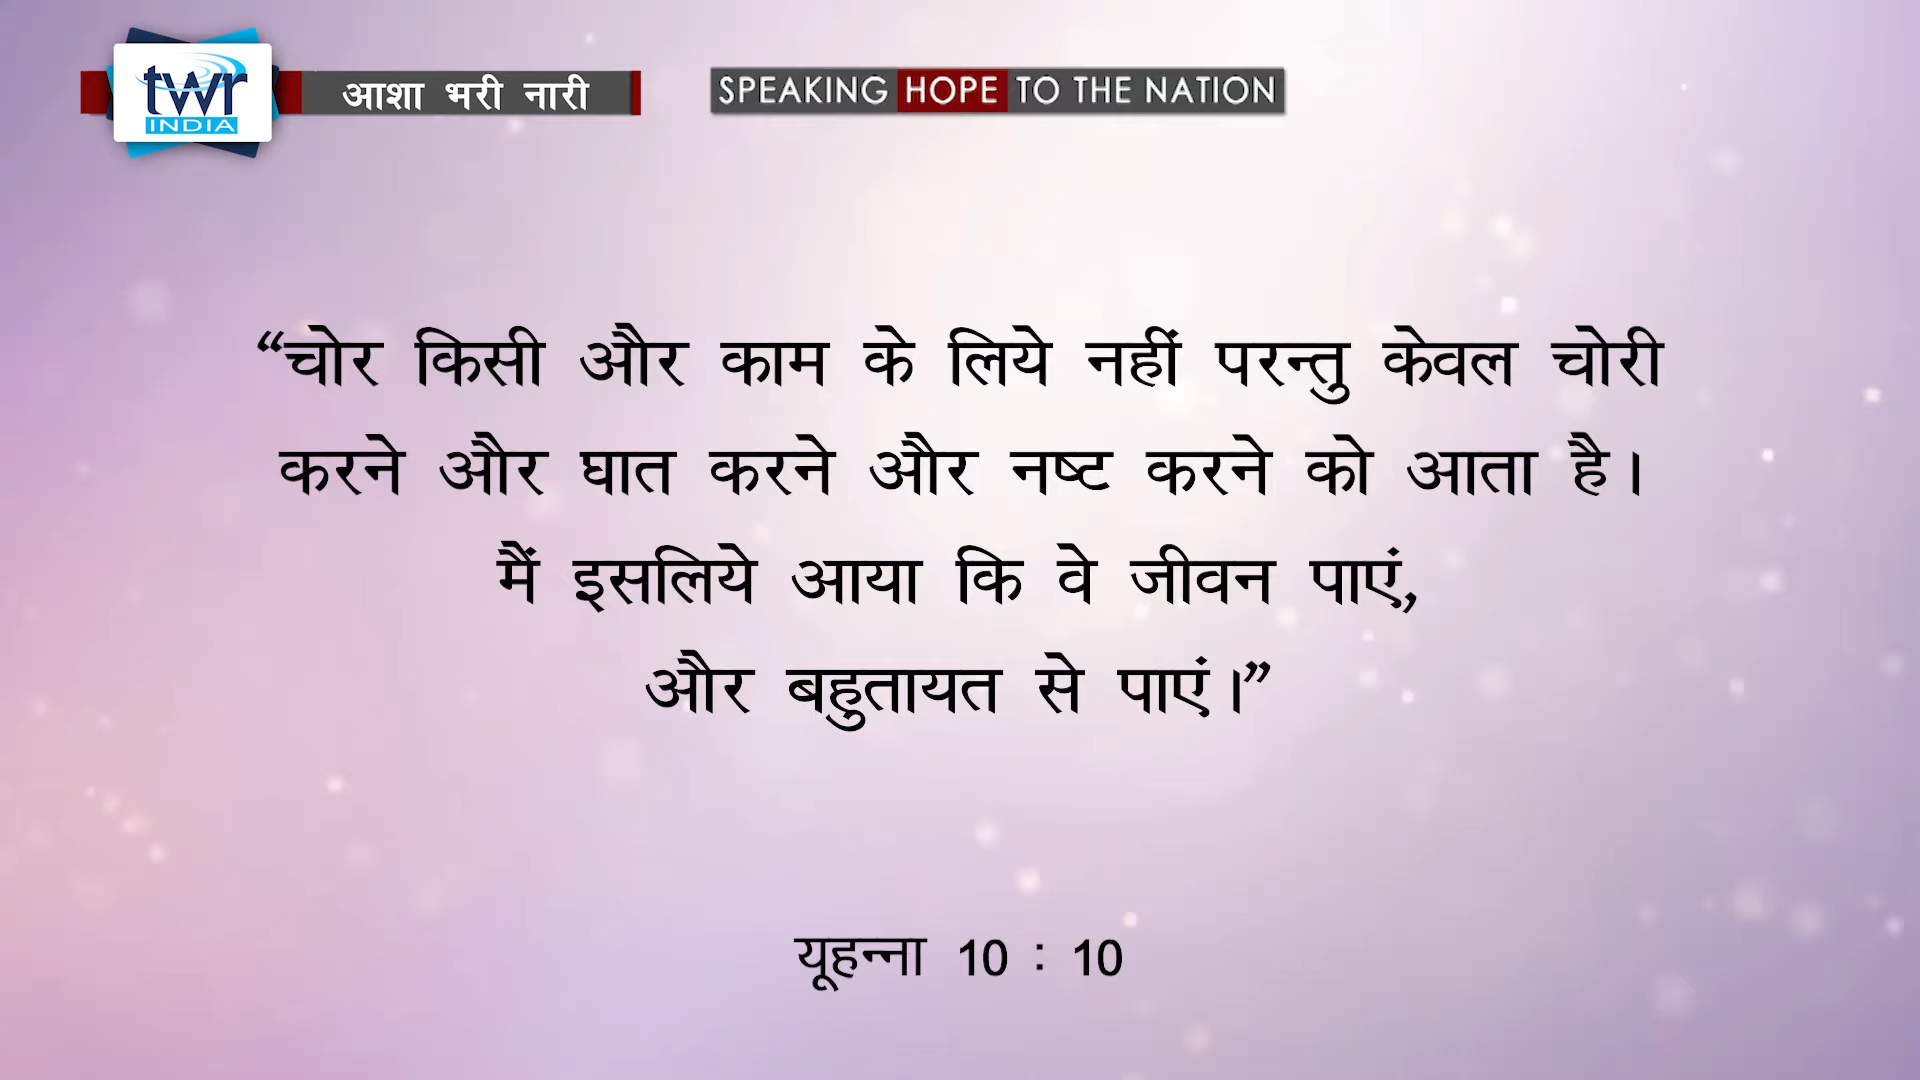 twr
INDIA
आशा भरी नारी
SPEAKING HOPE TO THE NATION
“चोर किसी और काम के लिये नहीं परन्तु केवल चोरी
करने और घात करने और नष्ट करने को आता है।
मैं इसलिये आया कि वे जीवन पाएं,
और बहुतायत से पाएं।”
यूहन्ना 10 : 10